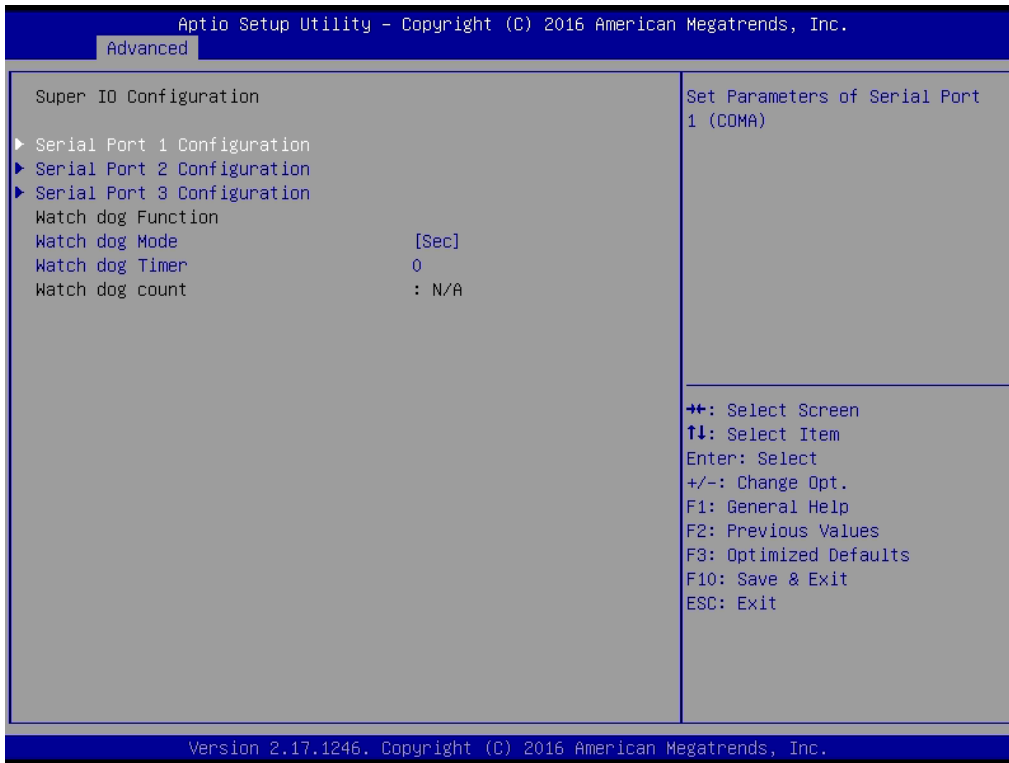 Aptio Setup Utility – Copyright (C) 2016 American Megatrends, Inc.
Advanced
Super IO Configuration
Serial Port 1 Configuration
Serial Port 2 Configuration
Serial Port 3 Configuration
Watch dog Function
Watch dog Mode [Sec]
Watch dog Timer 0
Watch dog count : N/A
Set Parameters of Serial Port
1 (COMA)
→←: Select Screen
↑↓: Select Item
Enter: Select
+/-: Change Opt.
F1: General Help
F2: Previous Values
F3: Optimized Defaults
F10: Save & Exit
ESC: Exit
Version 2.17.1246. Copyright (C) 2016 American Megatrends, Inc.